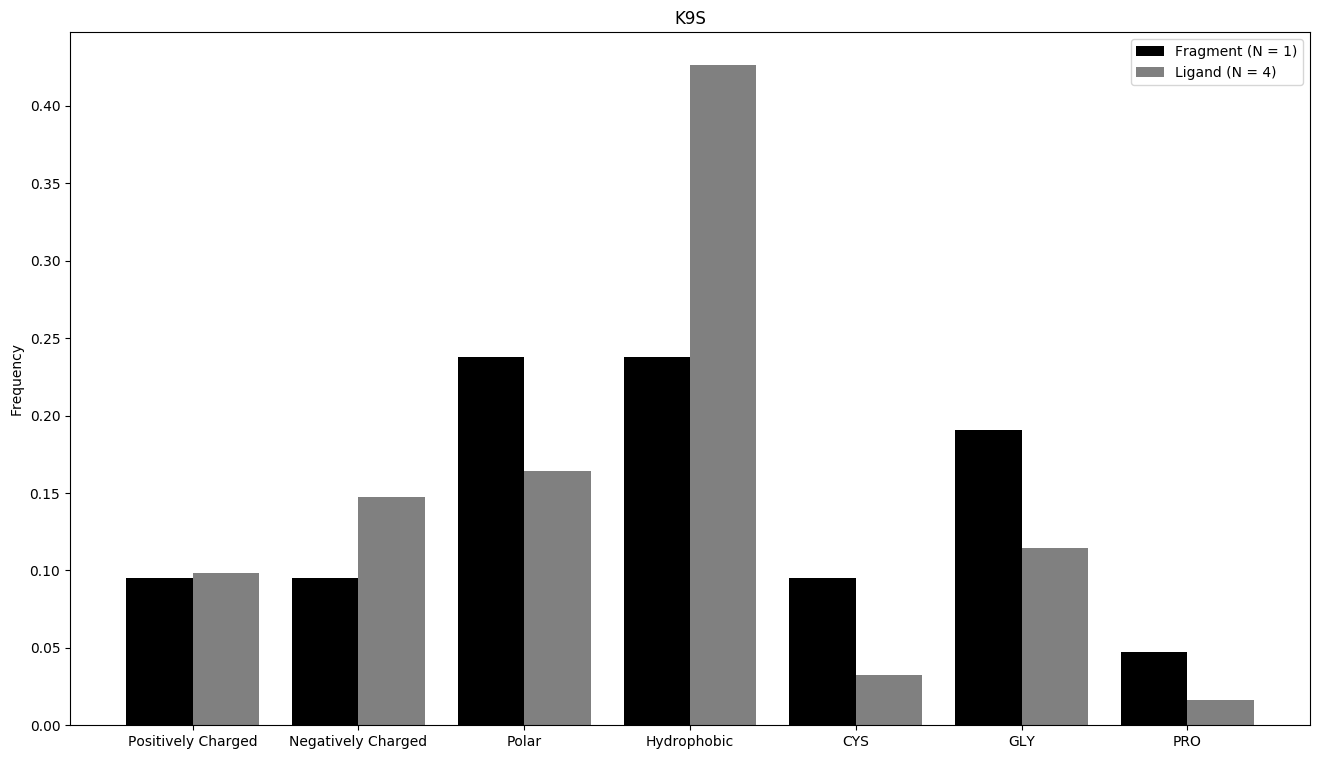 K9S
Fragment (N = 1)
Ligand (N = 4)
Frequency
0.40
0.35
0.30
0.25
0.20
0.15
0.10
0.05
0.00
Positively Charged
Negatively Charged
Polar
Hydrophobic
CYS
GLY
PRO